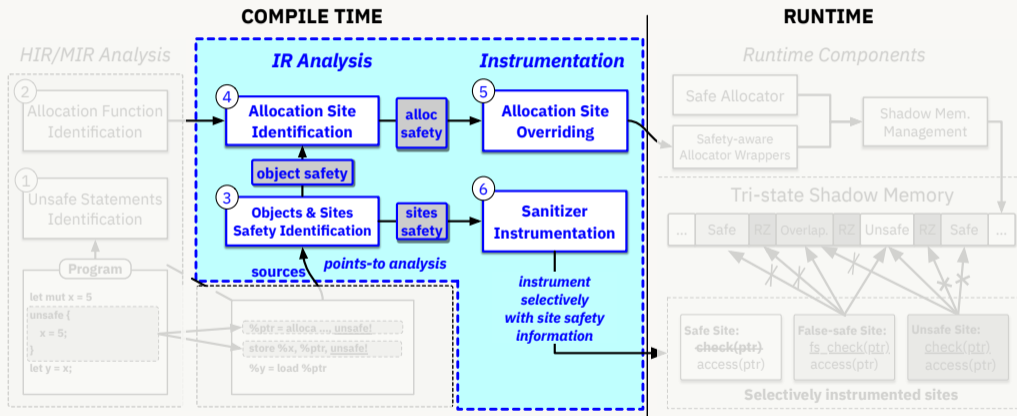 COMPILE TIME
RUNTIME
HIR/MIR Analysis
IR Analysis
Instrumentation
Runtime Components
2
Allocation Function
Identification
4
Allocation Site
Identification
alloc
safety
5
Allocation Site
Overriding
Safe Allocator
Safety-aware
Allocator Wrappers
Shadow Mem.
Management
object safety
1
Unsafe Statements
Identification
3
Objects & Sites
Safety Identification
sites
safety
6
Sanitizer
Instrumentation
Tri-state Shadow Memory
... Safe RZ Overlap. RZ Unsafe RZ Safe ...
Program
sources
points-to analysis
let mut x = 5
unsafe {
x = 5;
}
let y = x;
%ptr = alloca ..., unsafe!
store %x, %ptr, unsafe!
%y = load %ptr
instrument
selectively
with site safety
information
Safe Site:
check(ptr)
access(ptr)
False-safe Site:
fs_check(ptr)
access(ptr)
Unsafe Site:
check(ptr)
access(ptr)
Selectively instrumented sites